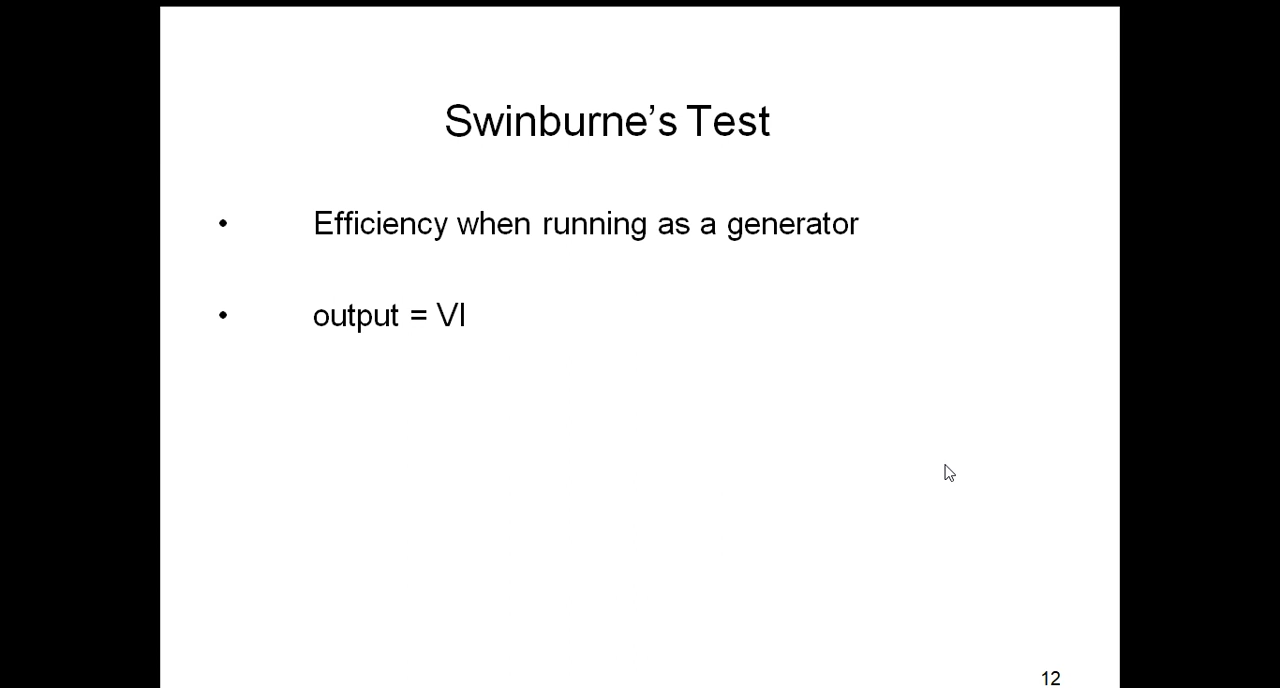 Swinburne’s Test
• Efficiency when running as a generator
• output = VI
12